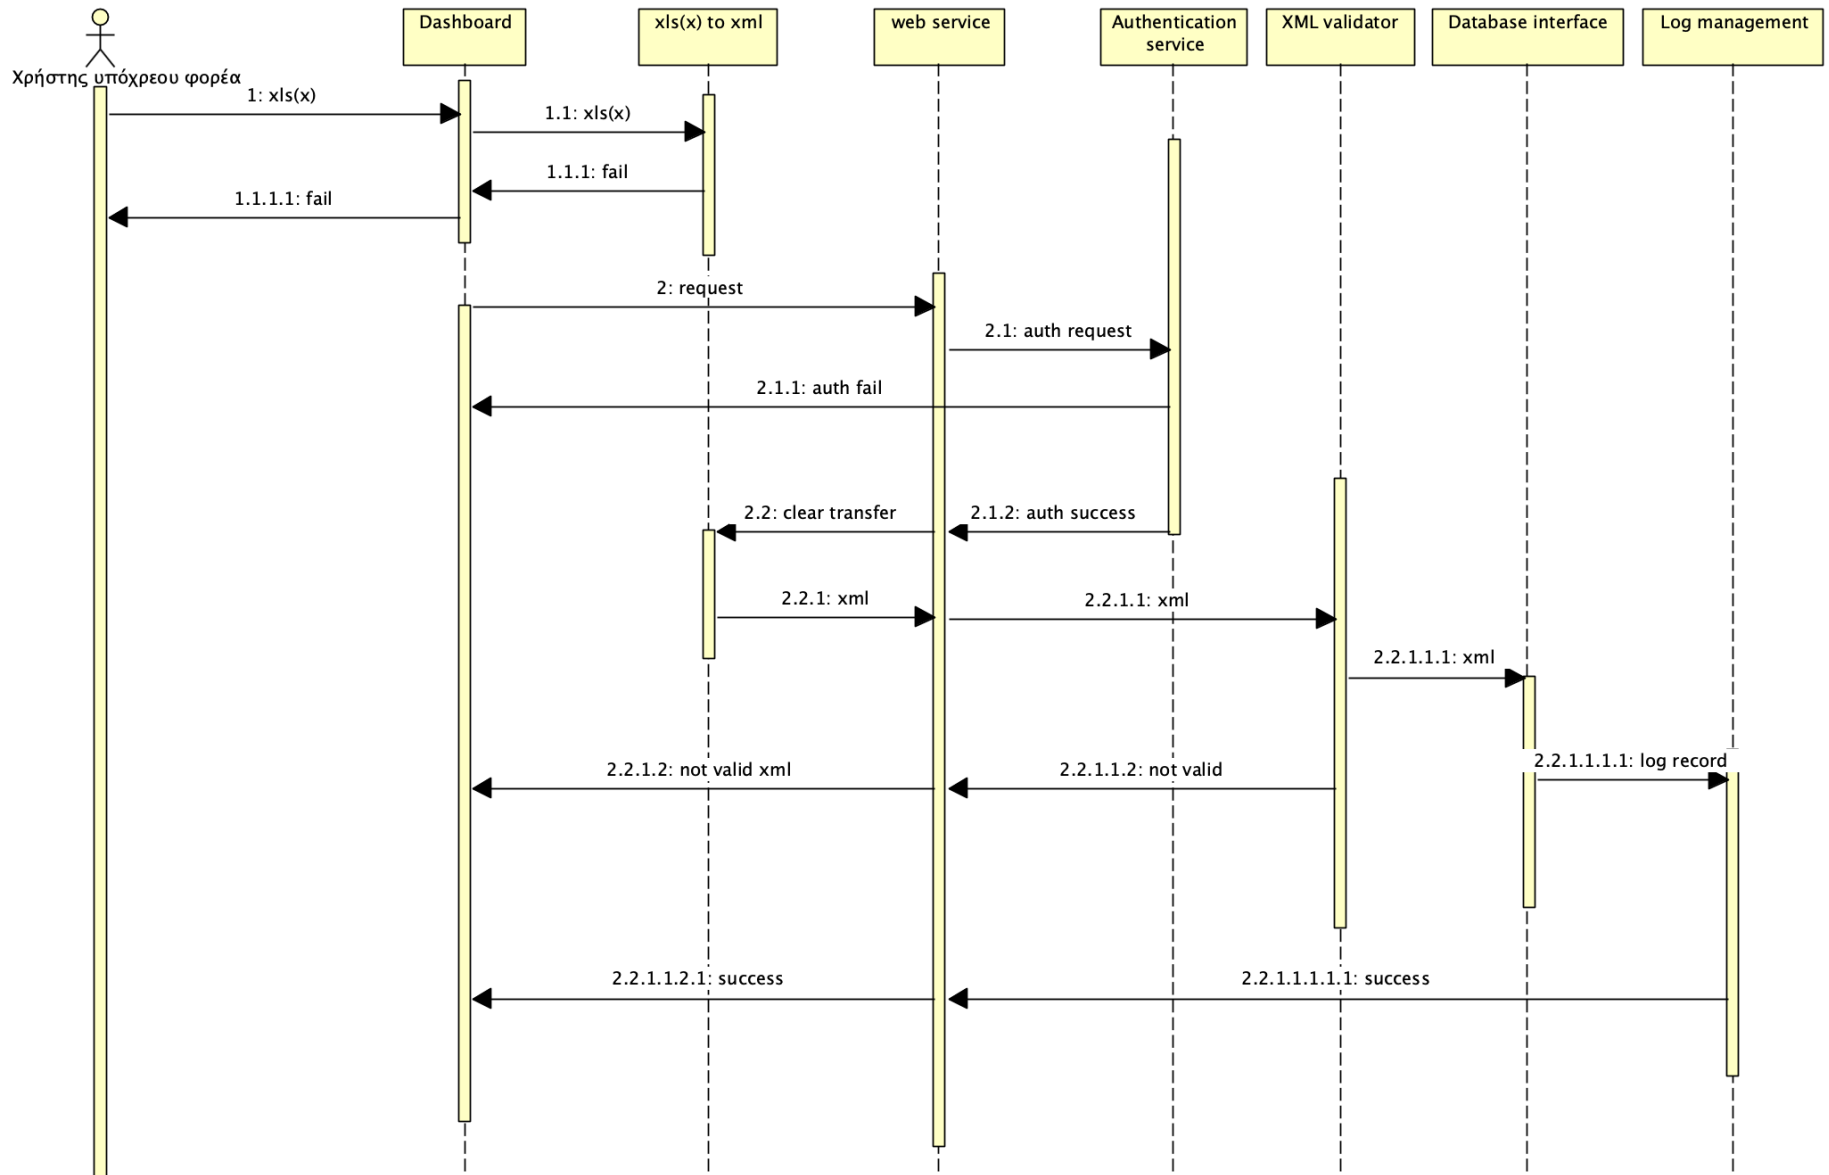 Dashboard
xls(x) to xml
web service
Authentication
service
XML validator
Database interface
Log management
Χρήστης υπόχρεου φορέα
1: xls(x)
1.1: xls(x)
1.1.1: fail
1.1.1.1: fail
2: request
2.1: auth request
2.1.1: auth fail
2.2: clear transfer
2.1.2: auth success
2.2.1: xml
2.2.1.1: xml
2.2.1.1.1: xml
2.2.1.1.1.1: log record
2.2.1.2: not valid xml
2.2.1.1.2: not valid
2.2.1.1.2.1: success
2.2.1.1.1.1.1: success